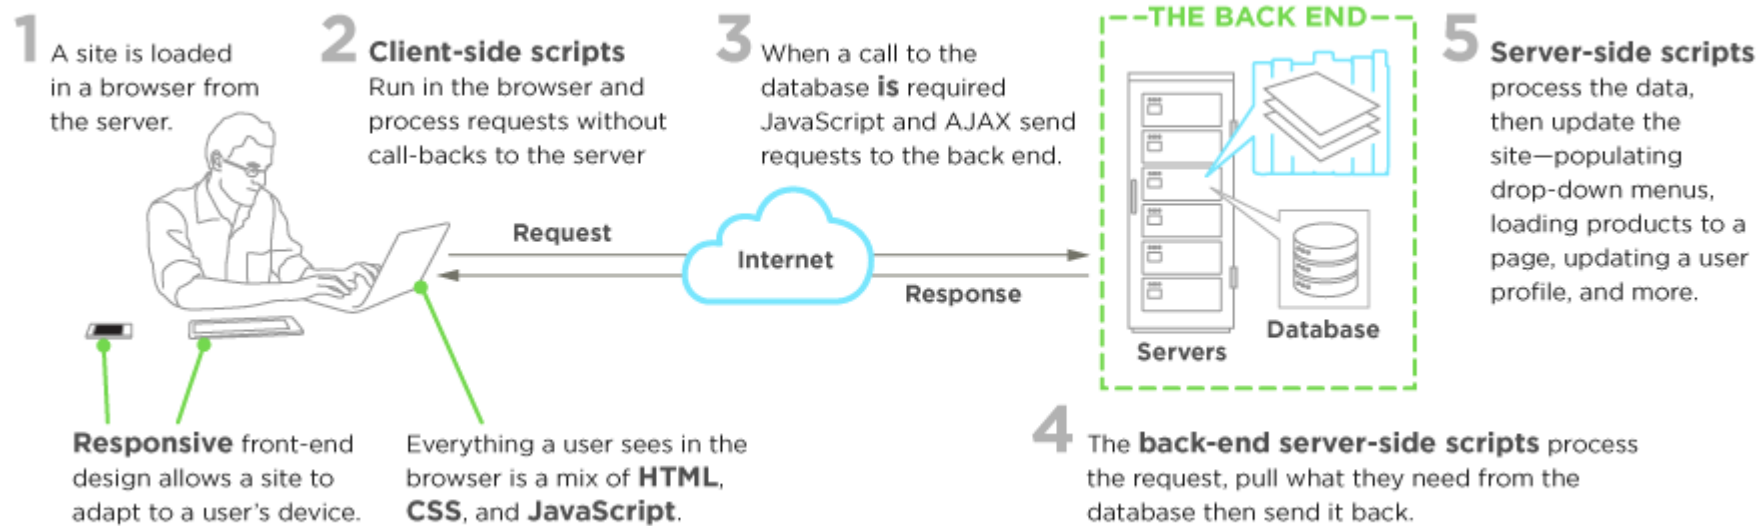 1
A site is loaded
in a browser from
the server.
2
Client-side scripts
Run in the browser and
process requests without
call-backs to the server
3
When a call to the
database is required
JavaScript and AJAX send
requests to the back end.
THE BACK END
5
Server-side scripts
process the data,
then update the
site—populating
drop-down menus,
loading products to a
page, updating a user
profile, and more.
Request
Internet
Response
Servers
Database
Responsive front-end
design allows a site to
adapt to a user's device.
Everything a user sees in the
browser is a mix of HTML,
CSS, and JavaScript.
4
The back-end server-side scripts process
the request, pull what they need from the
database then send it back.